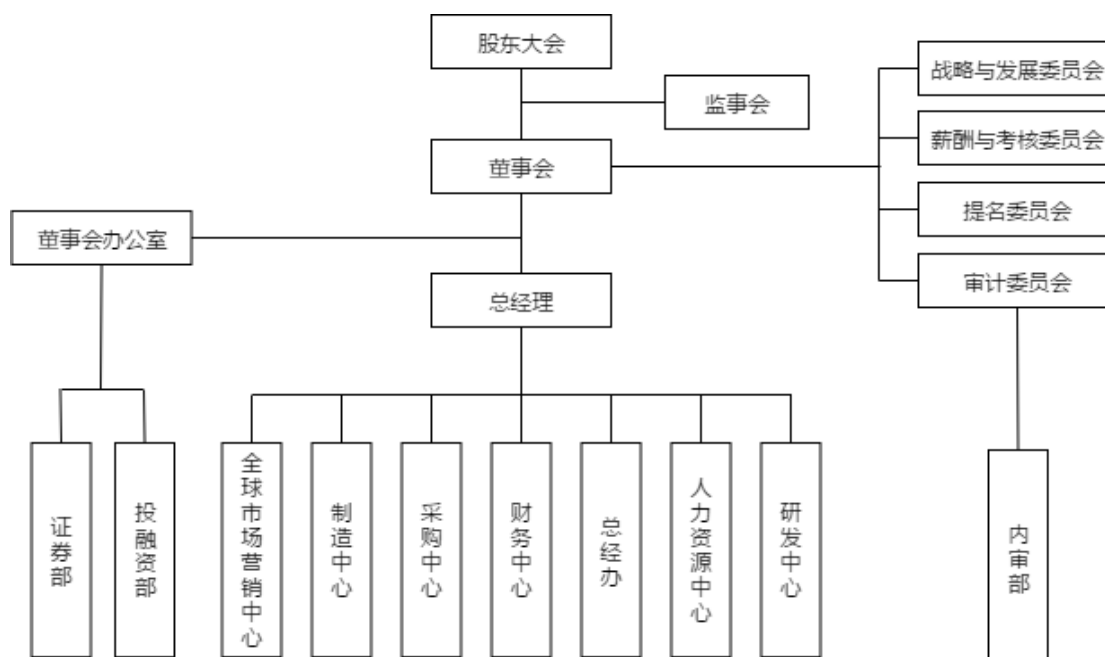 股东大会
监事会
董事会
战略与发展委员会
薪酬与考核委员会
提名委员会
审计委员会
董事会办公室
总经理
证券部
投融资部
全球市场营销中心
制造中心
采购中心
财务中心
总经办
人力资源中心
研发中心
内审部